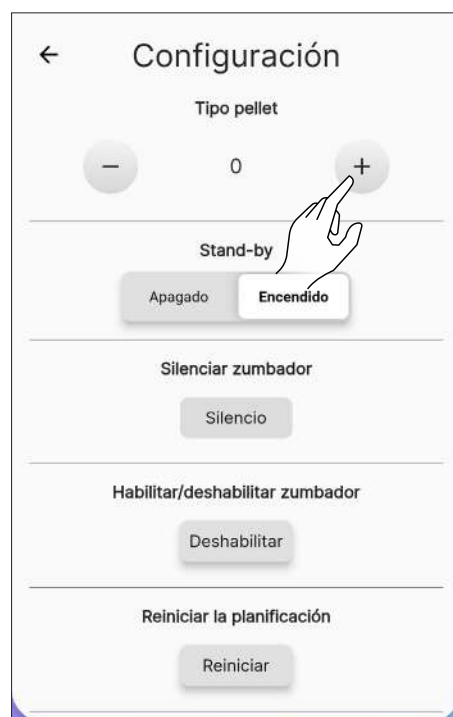 Configuración
Tipo pellet
0
Stand-by
Apagado Encendido
Silenciar zumbador
Silencio
Habilitar/deshabilitar zumbador
Deshabilitar
Reiniciar la planificación
Reiniciar